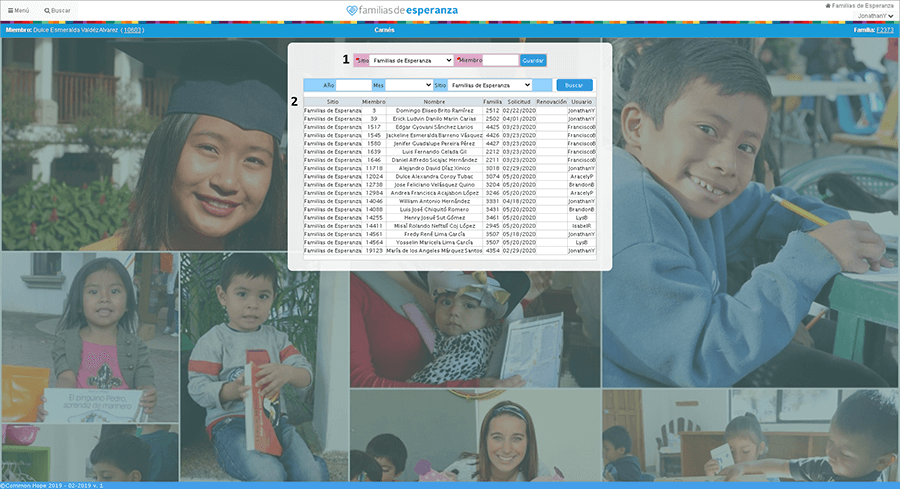 Menú Buscar familiasdeesperanza Familias de Esperanza
JonathanY
Miembro: Dulce Esmeralda Valdéz Alvarez (10603) Carnés Familia: F2373
1 *Sitio Familias de Esperanza *Miembro Guardar
Año Mes Sitio Familias de Esperanza Buscar
2 Sitio Miembro Nombre Familia Solicitud Renovación Usuario
Familias de Esperanza 3 Domingo Eliseo Brito Ramírez 2512 02/22/2020 JonathanY
Familias de Esperanza 39 Erick Ludvin Danilo Marin Carias 2502 04/01/2020 JonathanY
Familias de Esperanza 1517 Edgar Giovani Sánchez Larios 4425 03/23/2020 FranciscoB
Familias de Esperanza 1545 Jackeline Esmeralda Barreno Vásquez 4426 03/23/2020 FranciscoB
Familias de Esperanza 1580 Jenifer Guadalupe Pereira Pérez 4427 03/23/2020 FranciscoB
Familias de Esperanza 1639 Luis Fernando Celada Gil 2212 03/23/2020 FranciscoB
Familias de Esperanza 1646 Daniel Alfredo Sicajac Hernández 2211 03/23/2020 FranciscoB
Familias de Esperanza 11718 Alejandro David Díaz Xinico 3018 02/29/2020 JonathanY
Familias de Esperanza 12024 Dulce Alexandra Coroy Tubac 3074 05/20/2020 AracelyP
Familias de Esperanza 12738 Jose Feliciano Velásquez Quino 3204 05/20/2020 BrandonB
Familias de Esperanza 12984 Andrea Francisca Acajabon López 3246 05/20/2020 AracelyP
Familias de Esperanza 14046 William Antonio Hernández 3331 04/18/2020 JonathanY
Familias de Esperanza 14088 Luis José Chiquitó Romero 3431 05/20/2020 BrandonB
Familias de Esperanza 14255 Henry Josué Sut Gómez 3461 05/20/2020 LysB
Familias de Esperanza 14411 Misal Rolando Neftalí Coj López 2945 05/20/2020 IsabelR
Familias de Esperanza 14561 Fredy René Lima García 3507 05/18/2020 JonathanY
Familias de Esperanza 14564 Yosselin Maricela Lima García 3507 05/20/2020 LysB
Familias de Esperanza 19123 María de los Angeles Márquez Santos 4354 02/29/2020 JonathanY
El pingüino Pedro,
aprendiz de marinero
©Common Hope 2019 - 02-2019 v. 1